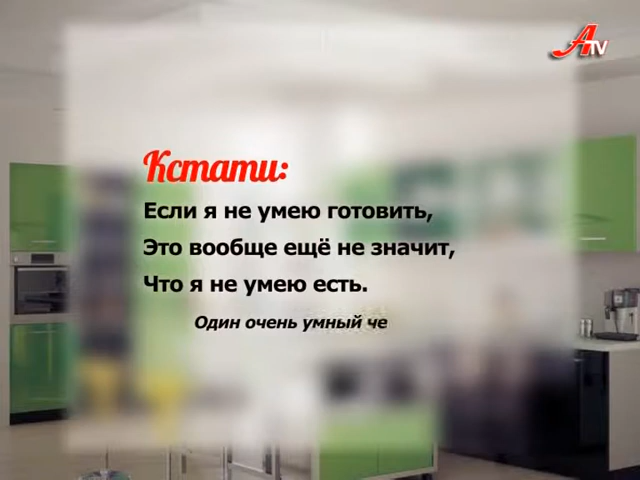 ATV
Кстати:
Если я не умею готовить,
Это вообще ещё не значит,
Что я не умею есть.
Один очень умный че